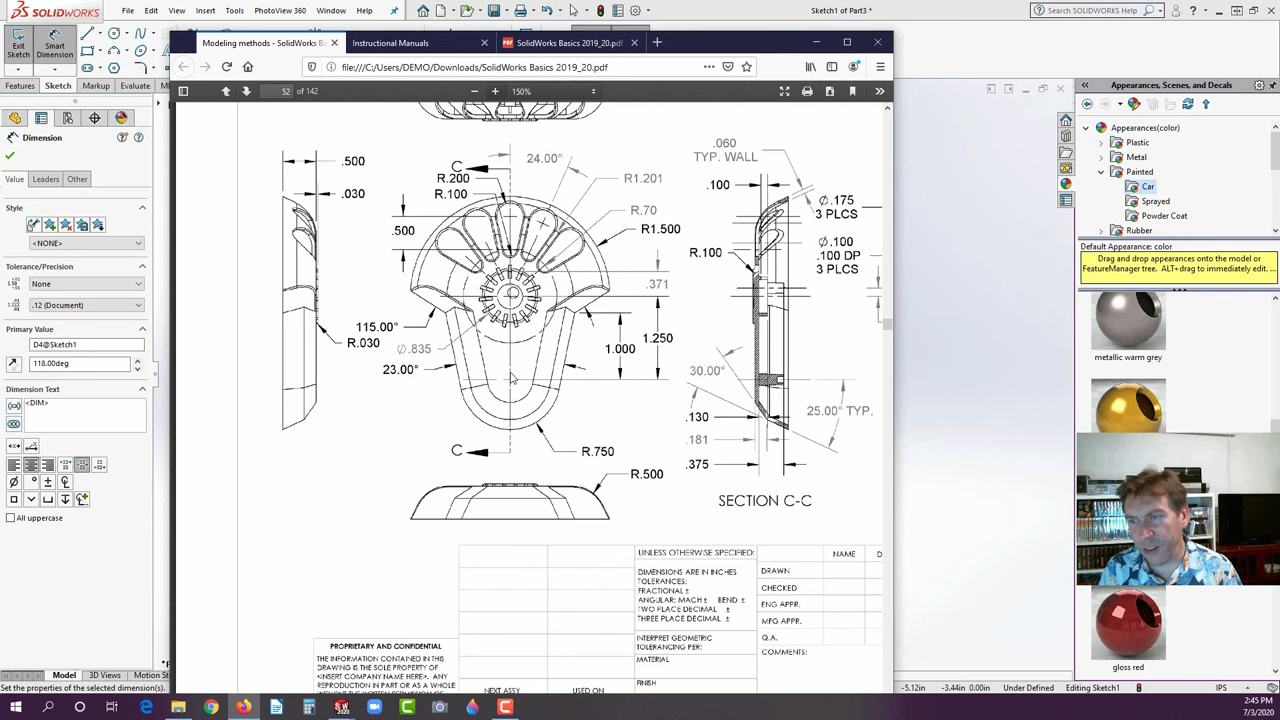 SOLIDWORKS
File
Edit
View
Insert
Tools
PhotoView 360
Window
Help
Sketch1 of Part3 *
Search SOLIDWORKS Help
Exit
Sketch
Smart
Dimension
Features
Sketch
Markup
Evaluate
Modeling methods - SolidWorks Ba
Instructional Manuals
SolidWorks Basics 2019_20.pdf
file:///C:/Users/DEMO/Downloads/SolidWorks Basics 2019_20.pdf
52 of 142
150%
Dimension
Value
Leaders
Other
Style
<NONE>
Tolerance/Precision
None
.12 (Document)
Primary Value
D4@Sketch1
118.00deg
Dimension Text
<DIM>
All uppercase
.500
.030
C
24.00°
R.200
R.100
R1.201
R.70
R1.500
.500
.371
115.00°
R.030
Ø.835
23.00°
1.000
1.250
C
R.750
R.500
.060
TYP. WALL
.100
Ø.175
3 PLCS
R.100
Ø.100
.100 DP
3 PLCS
30.00°
.130
25.00° TYP.
.181
.375
SECTION C-C
UNLESS OTHERWISE SPECIFIED:
NAME
D
DIMENSIONS ARE IN INCHES
TOLERANCES:
FRACTIONAL ±
ANGULAR: MACH ± BEND ±
TWO PLACE DECIMAL ±
THREE PLACE DECIMAL ±
DRAWN
CHECKED
ENG APPR.
MFG APPR.
INTERPRET GEOMETRIC
TOLERANCING PER:
Q.A.
MATERIAL
COMMENTS:
FINISH
PROPRIETARY AND CONFIDENTIAL
THE INFORMATION CONTAINED IN THIS
DRAWING IS THE SOLE PROPERTY OF
<INSERT COMPANY NAME HERE>. ANY
REPRODUCTION IN PART OR AS A WHOLE
NEXT ASSY
USED ON
Appearances, Scenes, and Decals
Appearances(color)
Plastic
Metal
Painted
Car
Sprayed
Powder Coat
Rubber
Default Appearance: color
Drag and drop appearances onto the model or
FeatureManager tree. ALT+drag to immediately edit.
metallic warm grey
gloss red
Model
3D Views
Motion St
Set the properties of the selected dimension(s).
-5.12in
-3.44in
0.00in
Under Defined
Editing Sketch1
IPS
2:45 PM
7/3/2020